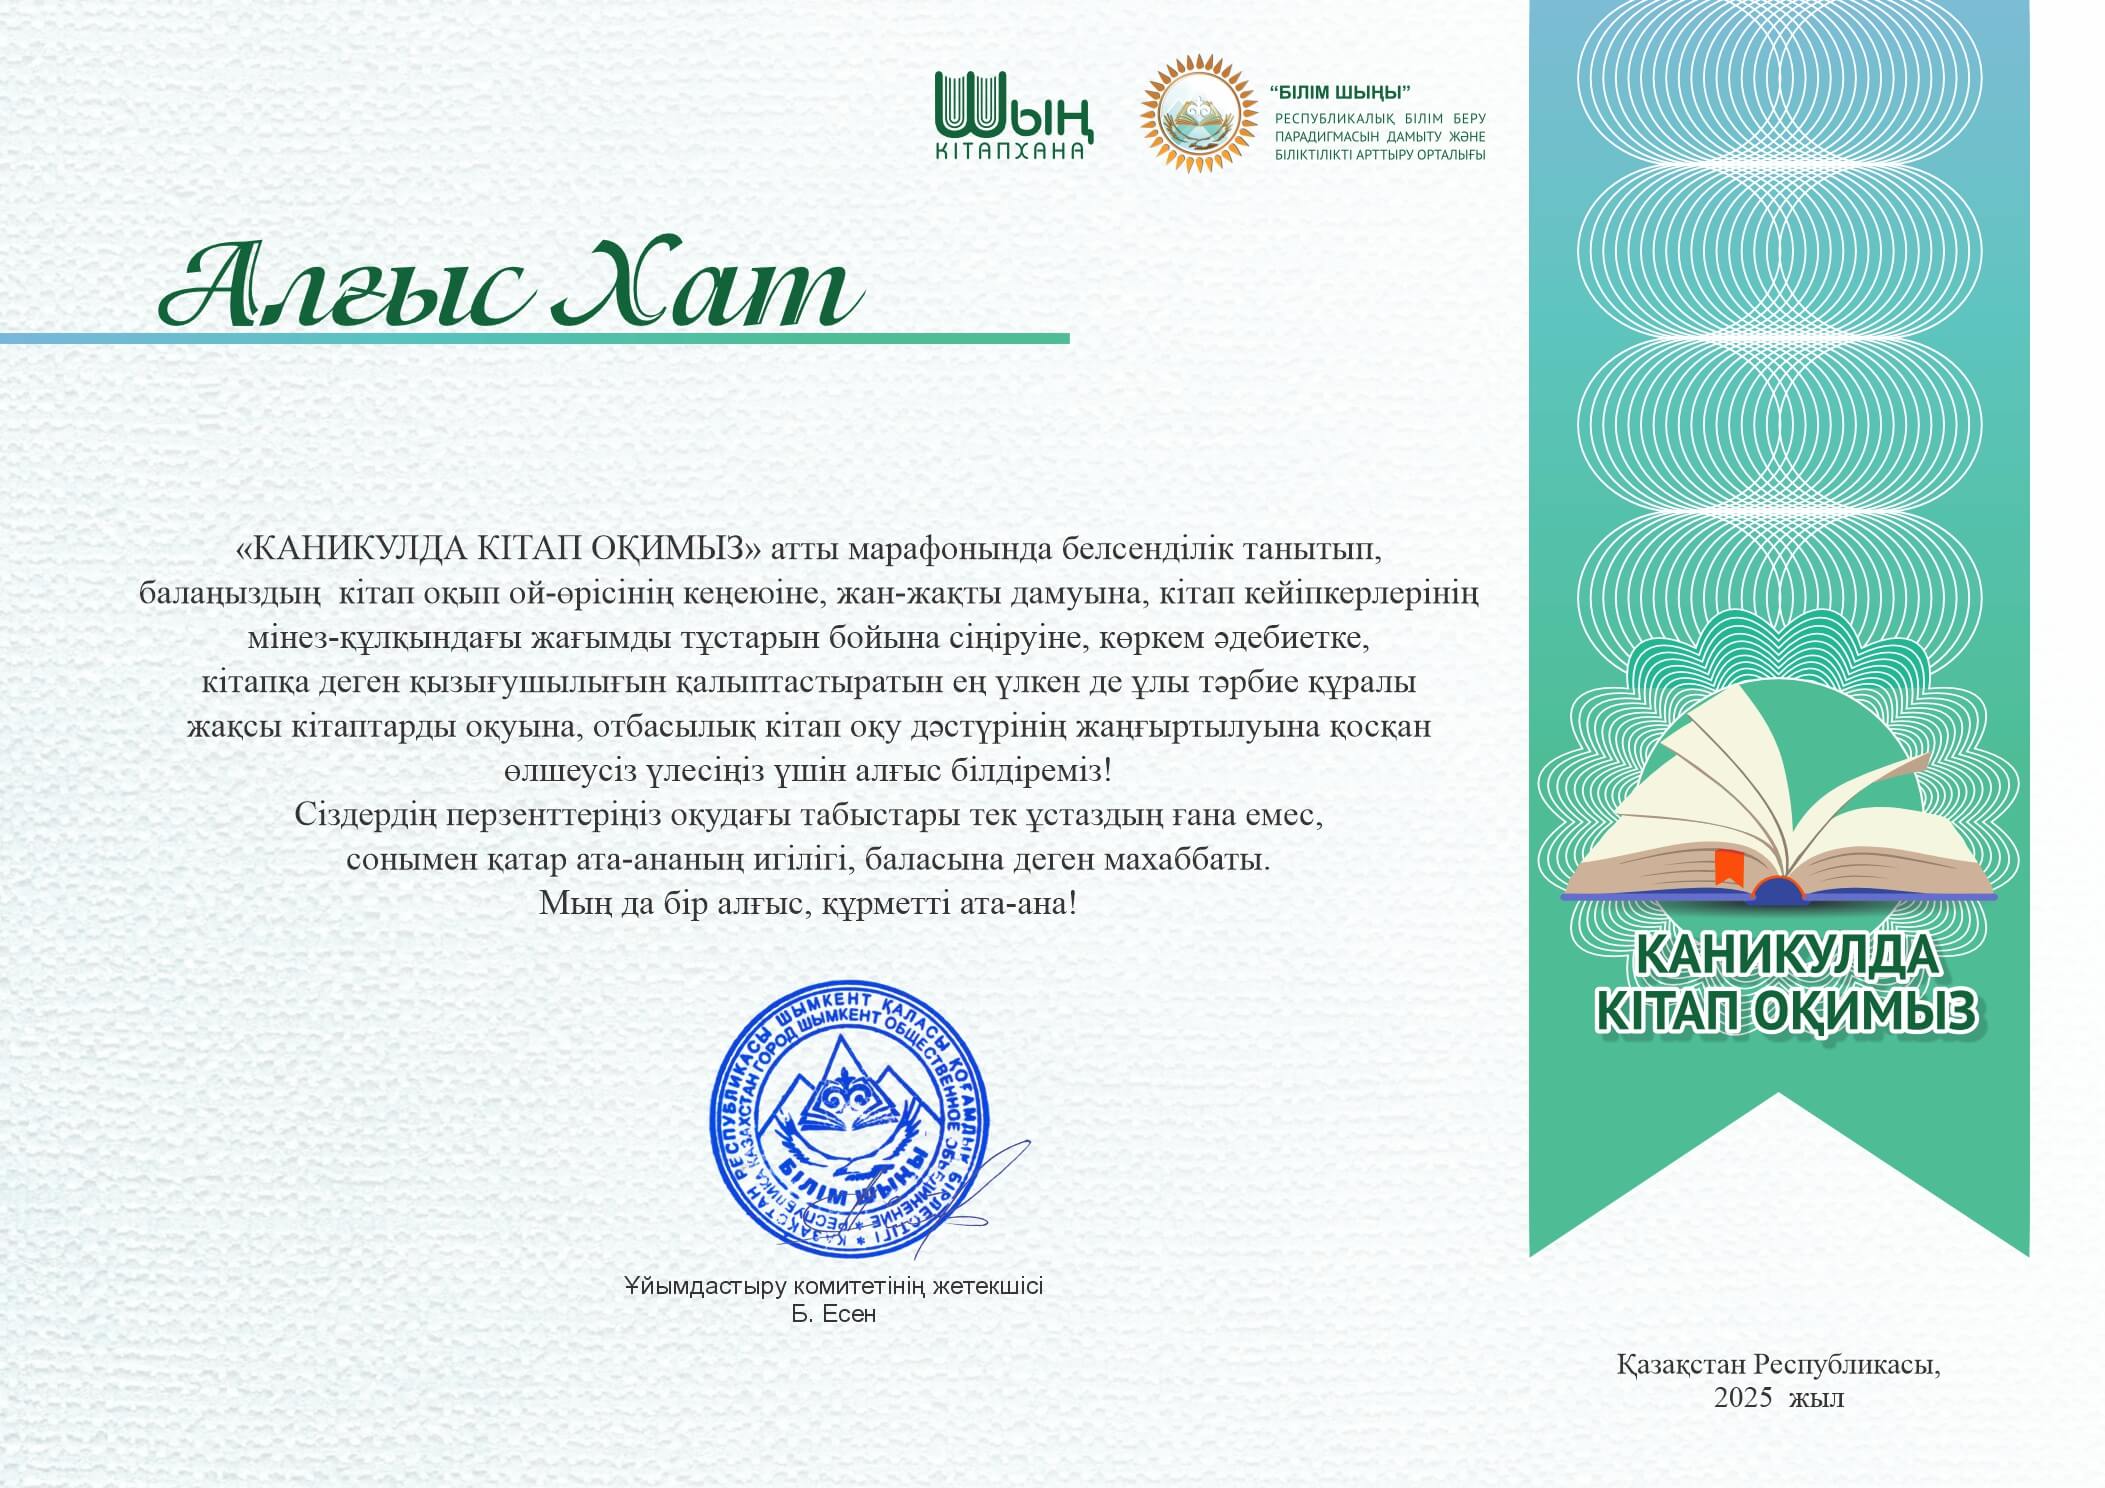 Шың
КІТАПХАНА
“БІЛІМ ШЫҢЫ”
РЕСПУБЛИКАЛЫҚ БІЛІМ БЕРУ
ПАРАДИГМАСЫН ДАМЫТУ ЖӘНЕ
БІЛІКТІЛІКТІ АРТТЫРУ ОРТАЛЫҒЫ
Алғыс Хат
«КАНИКУЛДА КІТАП ОҚИМЫЗ» атты марафонында белсенділік танытып,
балаңыздың кітап оқып ой-өрісінің кеңеюіне, жан-жақты дамуына, кітап кейіпкерлерінің
мінез-құлқындағы жағымды тұстарын бойына сіңіруіне, көркем әдебиетке,
кітапқа деген қызығушылығын қалыптастыратын ең үлкен де ұлы тәрбие құралы
жақсы кітаптарды оқуына, отбасылық кітап оқу дәстүрінің жаңғыртылуына қосқан
өлшеусіз үлесіңіз үшін алғыс білдіреміз!
Сіздердің перзенттеріңіз оқудағы табыстары тек ұстаздың ғана емес,
сонымен қатар ата-ананың игілігі, баласына деген махаббаты.
Мың да бір алғыс, құрметті ата-ана!
ҚАЗАҚСТАН РЕСПУБЛИКАСЫ ШЫМКЕНТ ҚАЛАСЫ ҚОҒАМДЫҚ БІРЛЕСТІГІ *
РЕСПУБЛИКА КАЗАХСТАН ГОРОД ШЫМКЕНТ ОБЩЕСТВЕННОЕ ОБЪЕДИНЕНИЕ *
БІЛІМ ШЫҢЫ
Ұйымдастыру комитетінің жетекшісі
Б. Есен
КАНИКУЛДА
КІТАП ОҚИМЫЗ
Қазақстан Республикасы,
2025 жыл